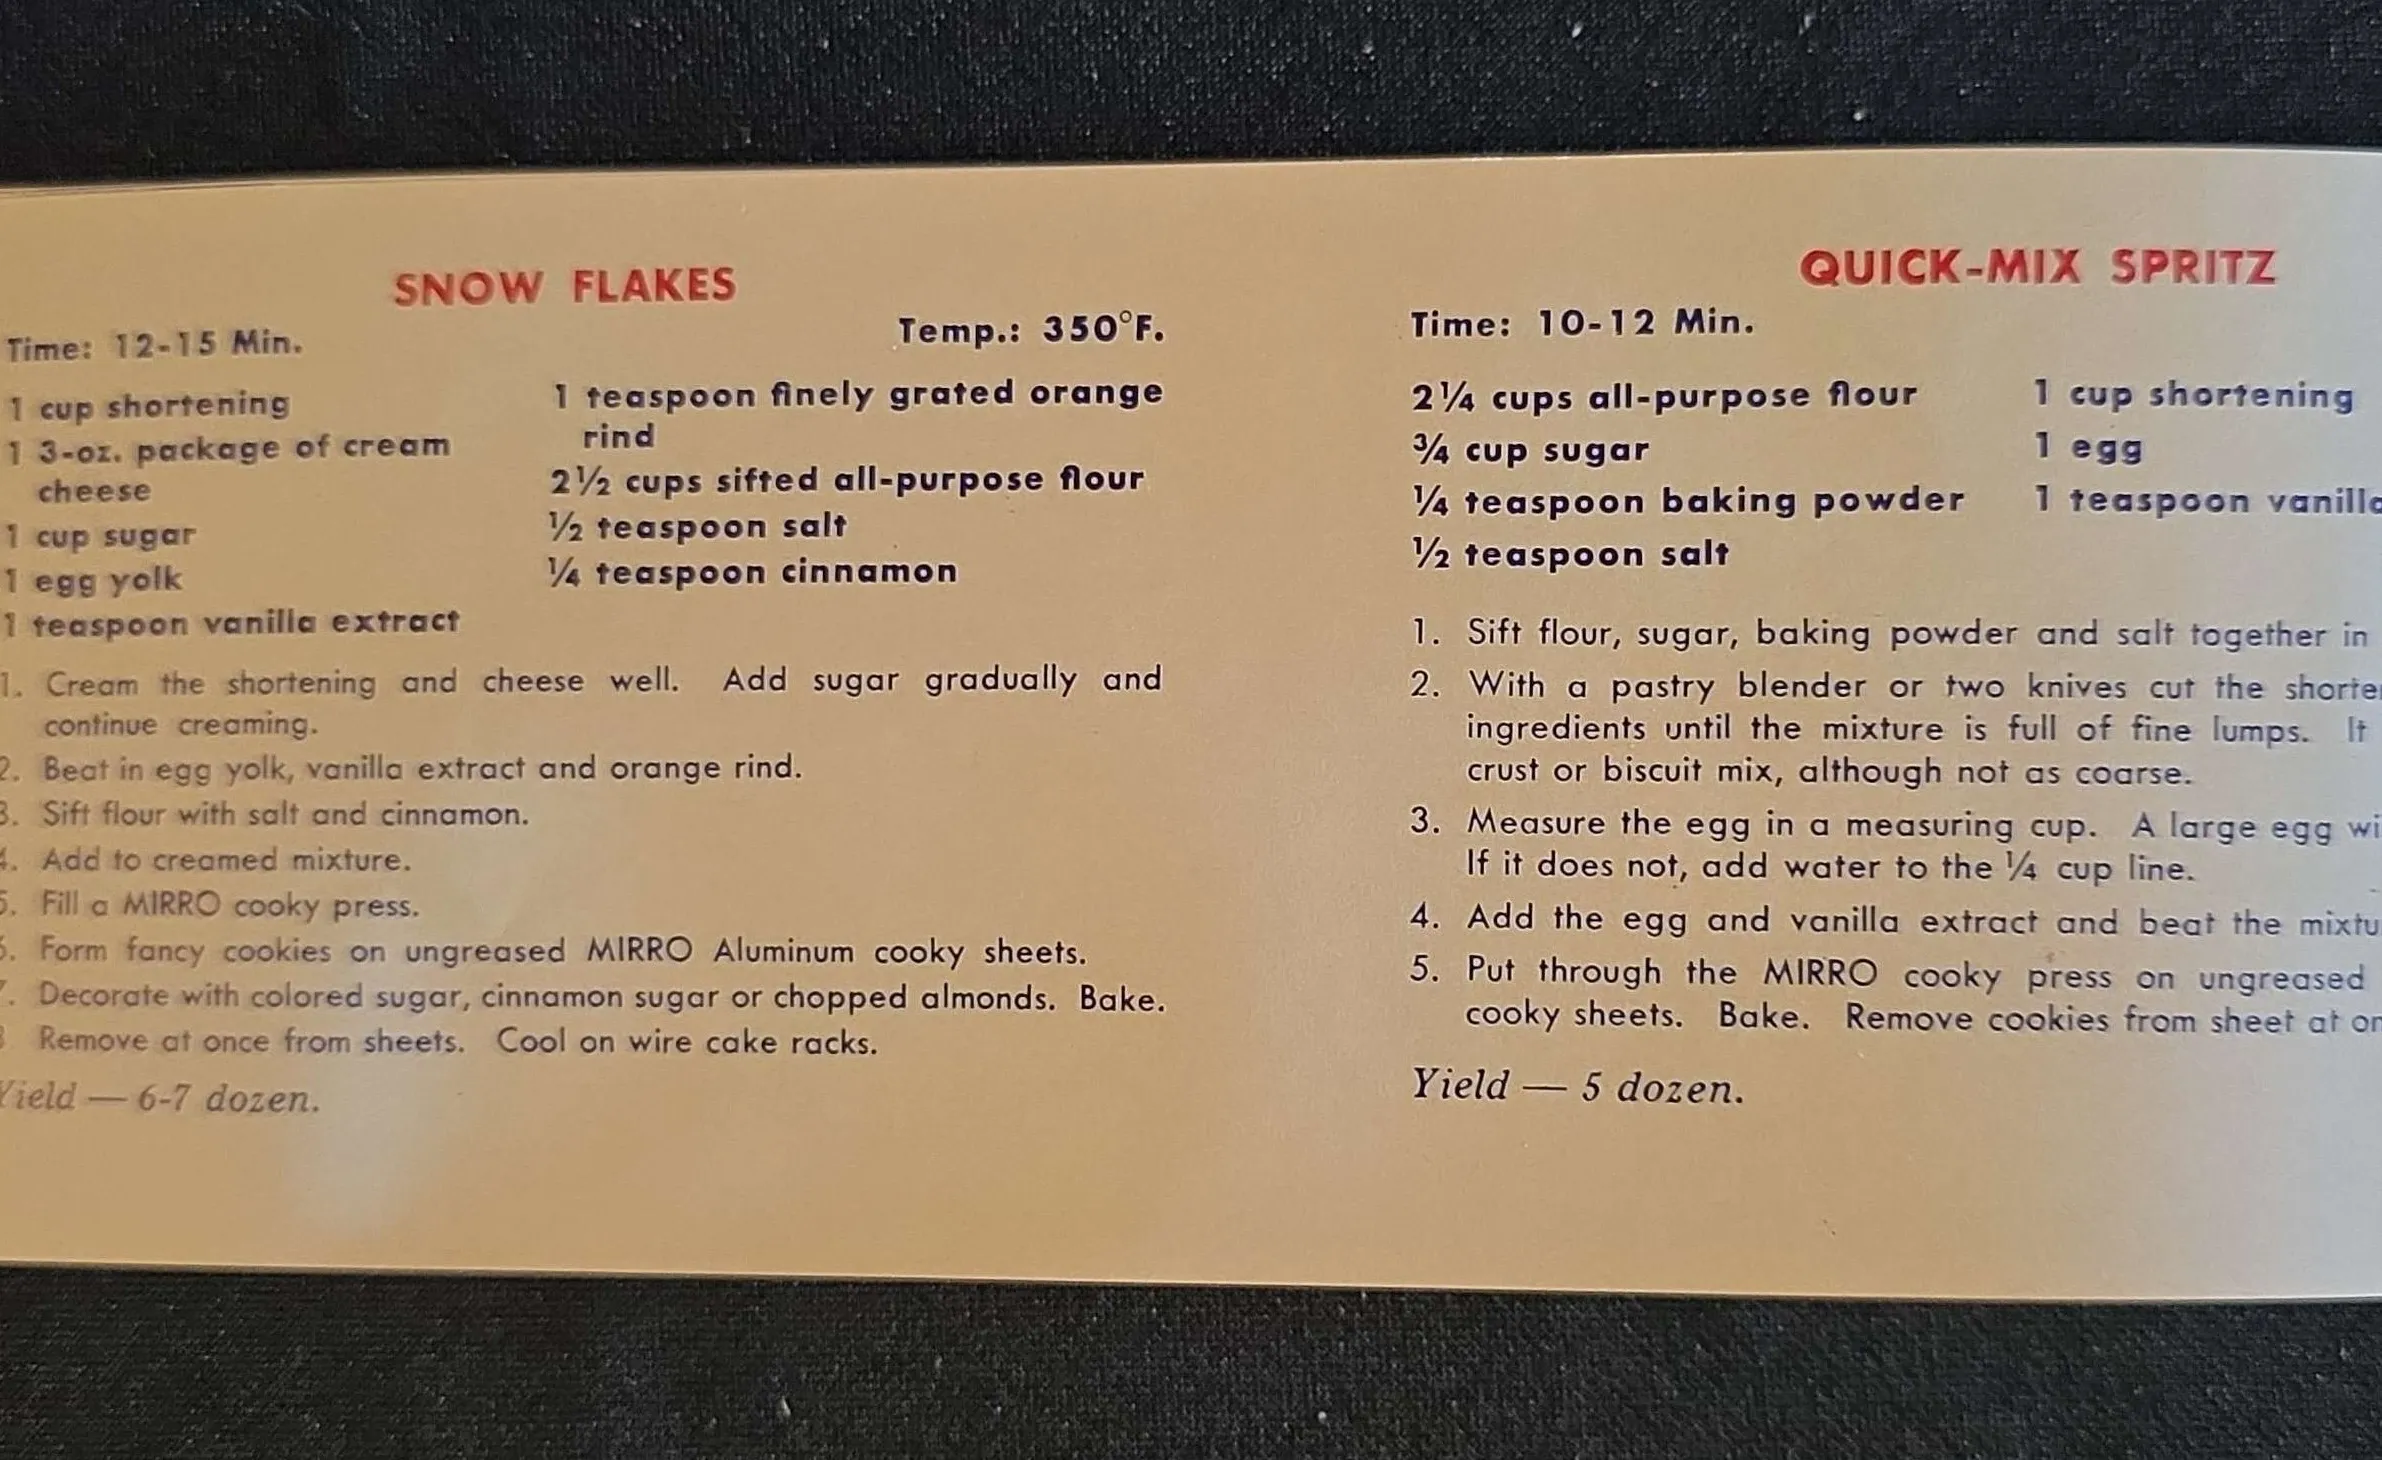 SNOW FLAKES
Time: 12-15 Min.
Temp.: 350°F.
1 cup shortening
1 3-oz. package of cream
cheese
1 cup sugar
1 egg yolk
1 teaspoon vanilla extract
1 teaspoon finely grated orange
rind
2½ cups sifted all-purpose flour
½ teaspoon salt
¼ teaspoon cinnamon
1. Cream the shortening and cheese well. Add sugar gradually and
continue creaming.
2. Beat in egg yolk, vanilla extract and orange rind.
3. Sift flour with salt and cinnamon.
4. Add to creamed mixture.
5. Fill a MIRRO cooky press.
6. Form fancy cookies on ungreased MIRRO Aluminum cooky sheets.
7. Decorate with colored sugar, cinnamon sugar or chopped almonds. Bake.
8 Remove at once from sheets. Cool on wire cake racks.
Yield — 6-7 dozen.
QUICK-MIX SPRITZ
Time: 10-12 Min.
2¼ cups all-purpose flour
¾ cup sugar
¼ teaspoon baking powder
½ teaspoon salt
1 cup shortening
1 egg
1 teaspoon vanilla
1. Sift flour, sugar, baking powder and salt together in
2. With a pastry blender or two knives cut the
ingredients until the mixture is full of fine lumps. It
crust or biscuit mix, although not as coarse.
3. Measure the egg in a measuring cup. A large egg
If it does not, add water to the ¼ cup line.
4. Add the egg and vanilla extract and beat the
5. Put through the MIRRO cooky press on ungreased
cooky sheets. Bake. Remove cookies from sheet at
Yield — 5 dozen.